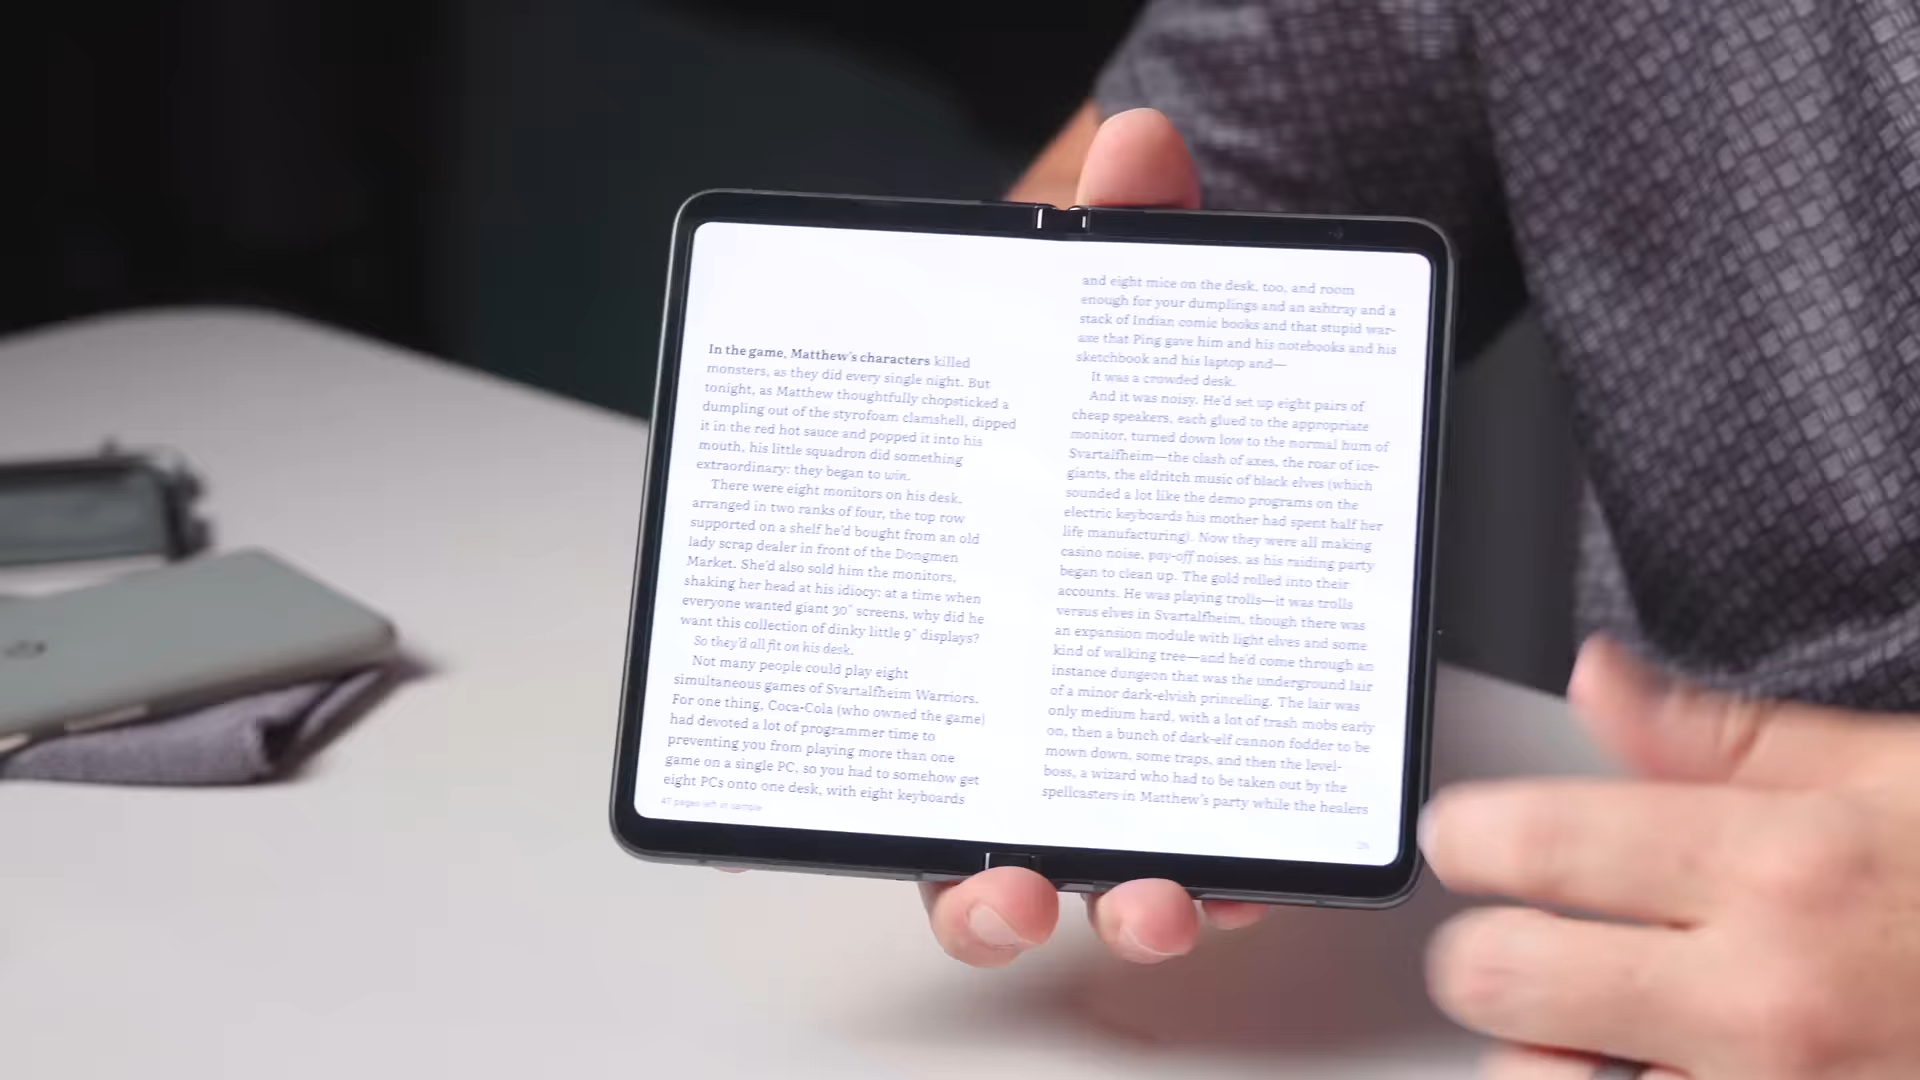 In the game, Matthew's characters killed
monsters, as they did every single night. But
tonight, as Matthew thoughtfully chopsticked a
dumpling out of the styrofoam clamshell, dipped
it in the red hot sauce and popped it into his
mouth, his little squadron did something
extraordinary: they began to win.
There were eight monitors on his desk,
arranged in two ranks of four, the top row
supported on a shelf he'd bought from an old
lady scrap dealer in front of the Dongmen
Market. She'd also sold him the monitors,
shaking her head at his idiocy: at a time when
everyone wanted giant 30" screens, why did he
want this collection of dinky little 9" displays?
So they'd all fit on his desk.
Not many people could play eight
simultaneous games of Svartalfheim Warriors.
For one thing, Coca-Cola (who owned the game)
had devoted a lot of programmer time to
preventing you from playing more than one
game on a single PC, so you had to somehow get
eight PCs onto one desk, with eight keyboards
47 pages left in sample
and eight mice on the desk, too, and room
enough for your dumplings and an ashtray and a
stack of Indian comic books and that stupid war-
axe that Ping gave him and his notebooks and his
sketchbook and his laptop and—
It was a crowded desk.
And it was noisy. He'd set up eight pairs of
cheap speakers, each glued to the appropriate
monitor, turned down low to the normal hum of
Svartalfheim—the clash of axes, the roar of ice-
giants, the eldritch music of black elves (which
sounded a lot like the demo programs on the
electric keyboards his mother had spent half her
life manufacturing). Now they were all making
casino noise, pay-off noises, as his raiding party
began to clean up. The gold rolled into their
accounts. He was playing trolls—it was trolls
versus elves in Svartalfheim, though there was
an expansion module with light elves and some
kind of walking tree—and he'd come through an
instance dungeon that was the underground lair
of a minor dark-elvish princeling. The lair was
only medium hard, with a lot of trash mobs early
on, then a bunch of dark-elf cannon fodder to be
mown down, some traps, and then the level-
boss, a wizard who had to be taken out by the
spellcasters in Matthew's party while the healers